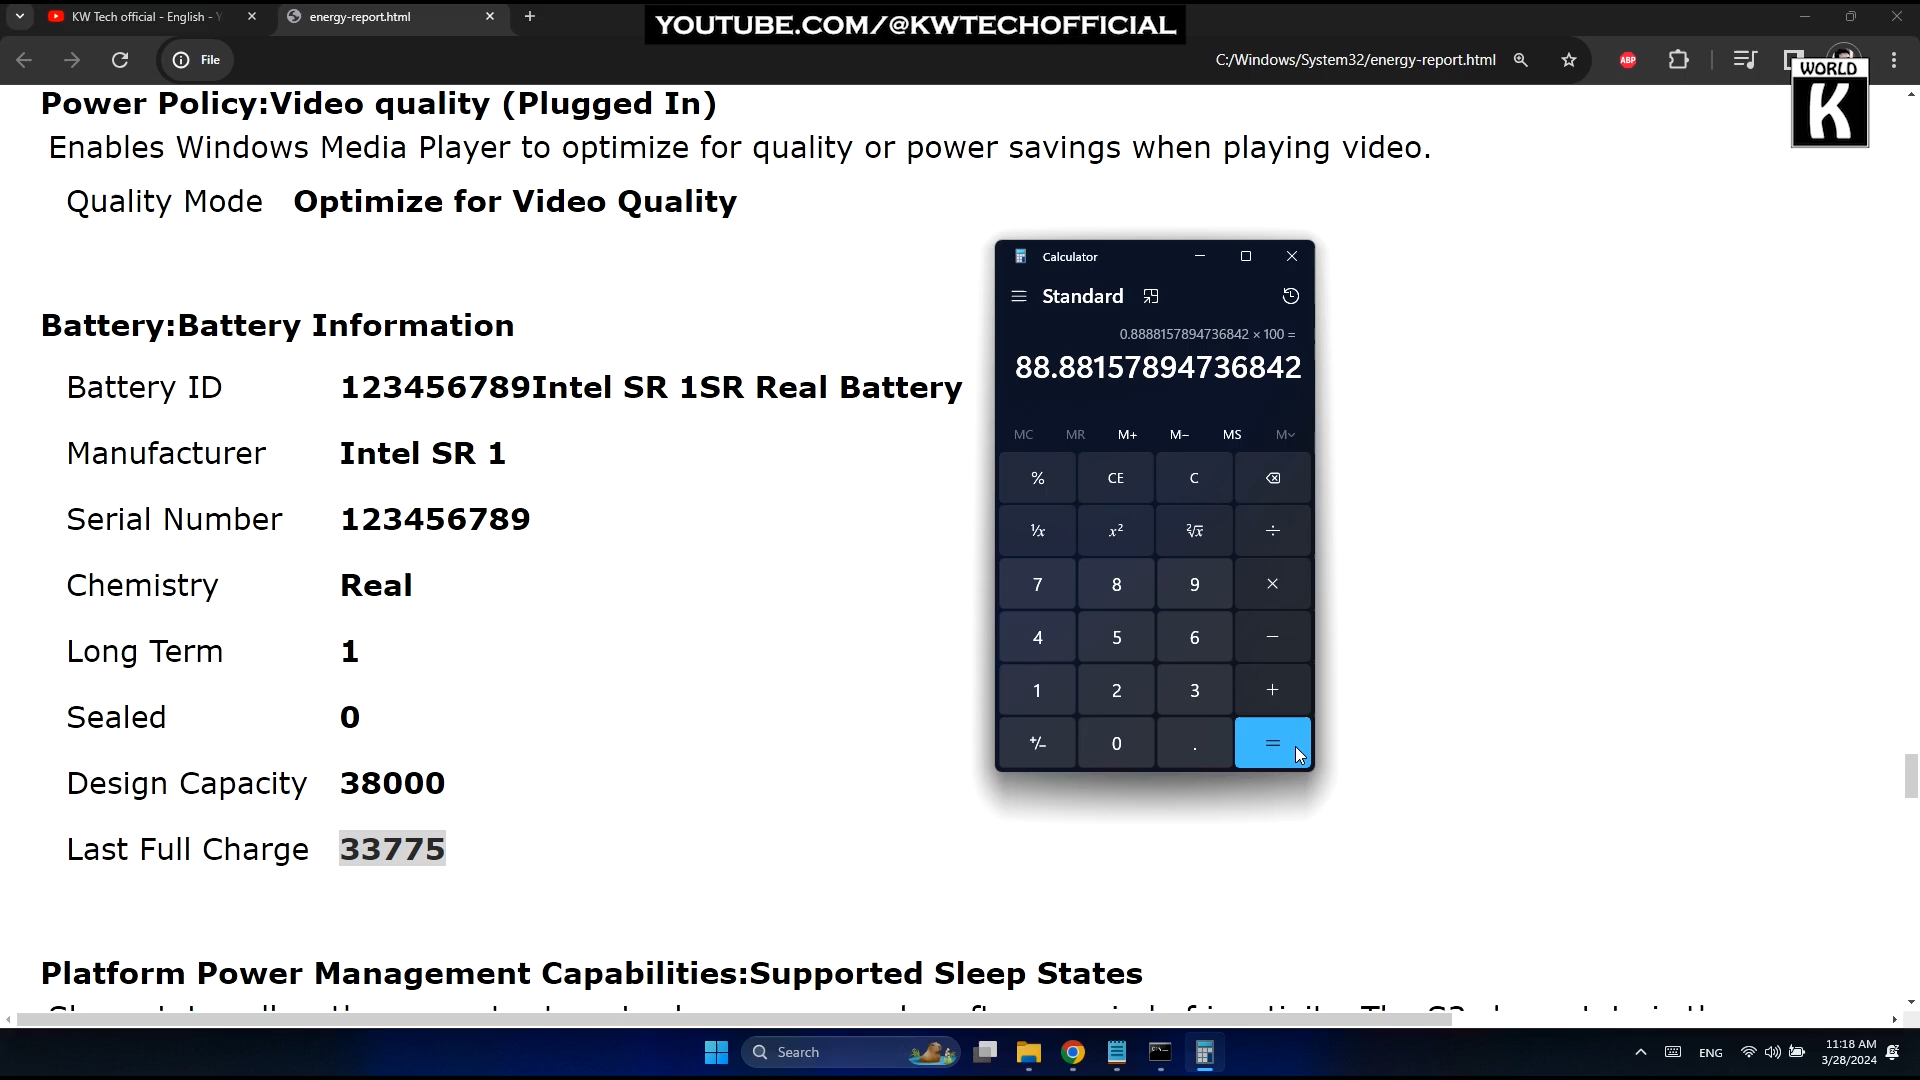 KW Tech official - English - Y
energy-report.html
YOUTUBE.COM/@KWTECHOFFICIAL
File
C:/Windows/System32/energy-report.html
ABP
WORLD
K
Power Policy:Video quality (Plugged In)
Enables Windows Media Player to optimize for quality or power savings when playing video.
Quality Mode Optimize for Video Quality
Battery:Battery Information
Battery ID 123456789Intel SR 1SR Real Battery
Manufacturer Intel SR 1
Serial Number 123456789
Chemistry Real
Long Term 1
Sealed 0
Design Capacity 38000
Last Full Charge 33775
Platform Power Management Capabilities:Supported Sleep States
Calculator
Standard
0.8888157894736842 × 100 =
88.88157894736842
MC MR M+ M− MS M˅
% CE C
⅟x x² ²√x ÷
7 8 9 ×
4 5 6 −
1 2 3 +
+/− 0 . =
Search
ENG
11:18 AM
3/28/2024